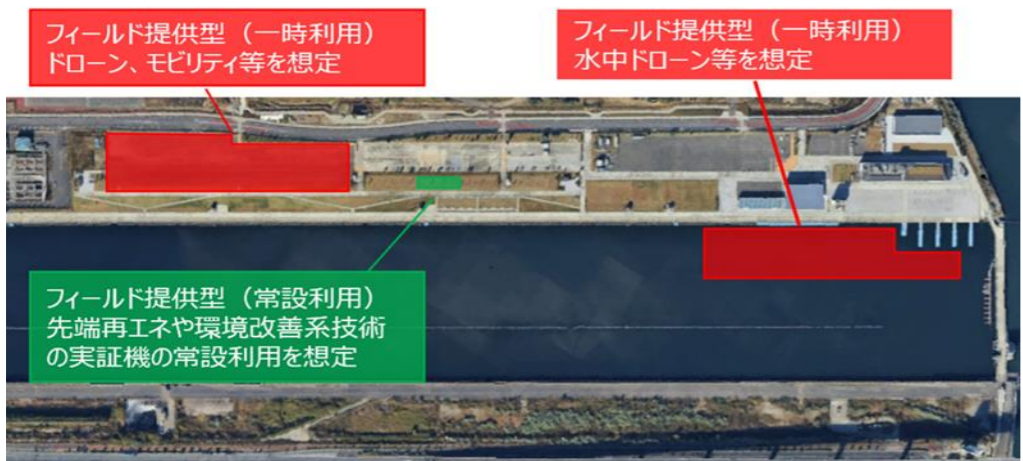 フィールド提供型（一時利用）
ドローン、モビリティ等を想定
フィールド提供型（一時利用）
水中ドローン等を想定
フィールド提供型（常設利用）
先端再エネや環境改善系技術
の実証機の常設利用を想定